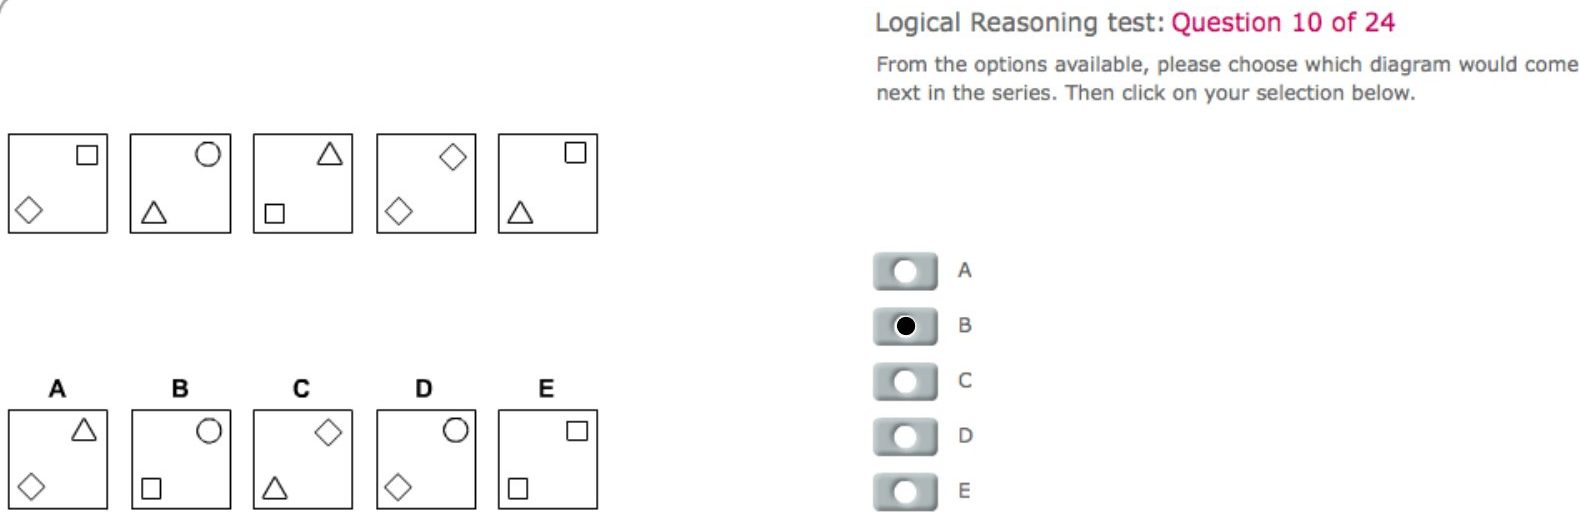 Logical Reasoning test: Question 10 of 24
From the options available, please choose which diagram would come
next in the series. Then click on your selection below.
A
B
C
D
E
A B C D E